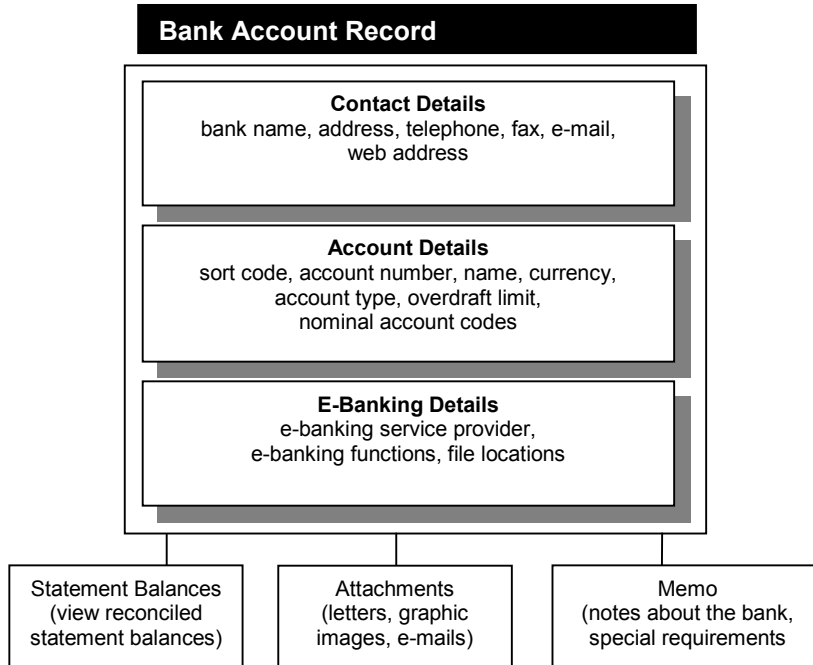 Bank Account Record
Contact Details
bank name, address, telephone, fax, e-mail,
web address
Account Details
sort code, account number, name, currency,
account type, overdraft limit,
nominal account codes
E-Banking Details
e-banking service provider,
e-banking functions, file locations
Statement Balances
(view reconciled
statement balances)
Attachments
(letters, graphic
images, e-mails)
Memo
(notes about the bank,
special requirements